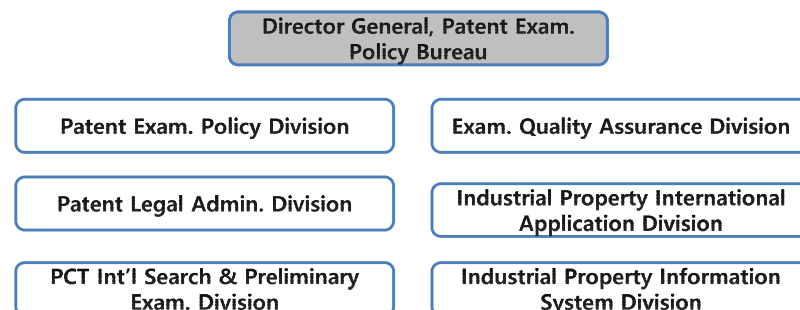 Director General, Patent Exam.
Policy Bureau
Patent Exam. Policy Division
Exam. Quality Assurance Division
Patent Legal Admin. Division
Industrial Property International
Application Division
PCT Int’l Search & Preliminary
Exam. Division
Industrial Property Information
System Division